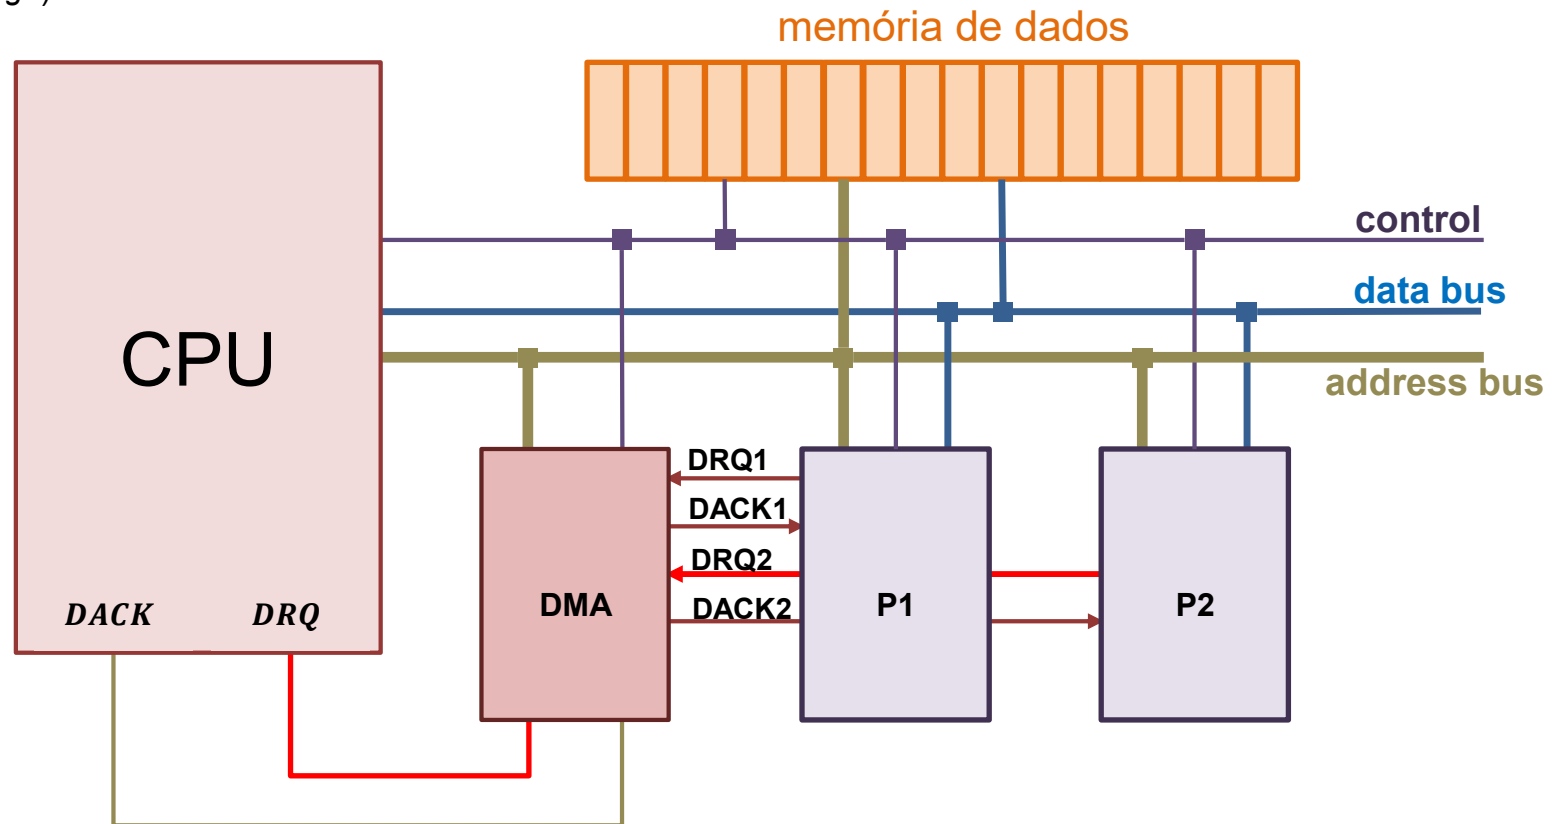 memória de dados
control
data bus
address bus
CPU
DRQ1
DACK1
DRQ2
DACK2
DMA
P1
P2
DACK
DRQ